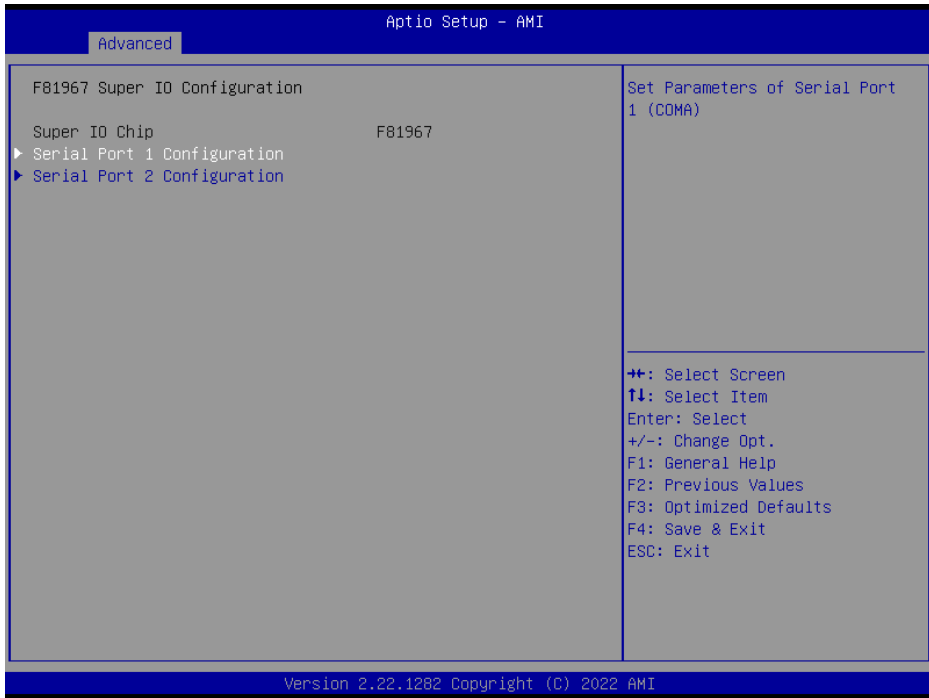 Aptio Setup – AMI
Advanced
F81967 Super IO Configuration
Super IO Chip F81967
▶ Serial Port 1 Configuration
▶ Serial Port 2 Configuration
Set Parameters of Serial Port
1 (COMA)
→←: Select Screen
↑↓: Select Item
Enter: Select
+/-: Change Opt.
F1: General Help
F2: Previous Values
F3: Optimized Defaults
F4: Save & Exit
ESC: Exit
Version 2.22.1282 Copyright (C) 2022 AMI